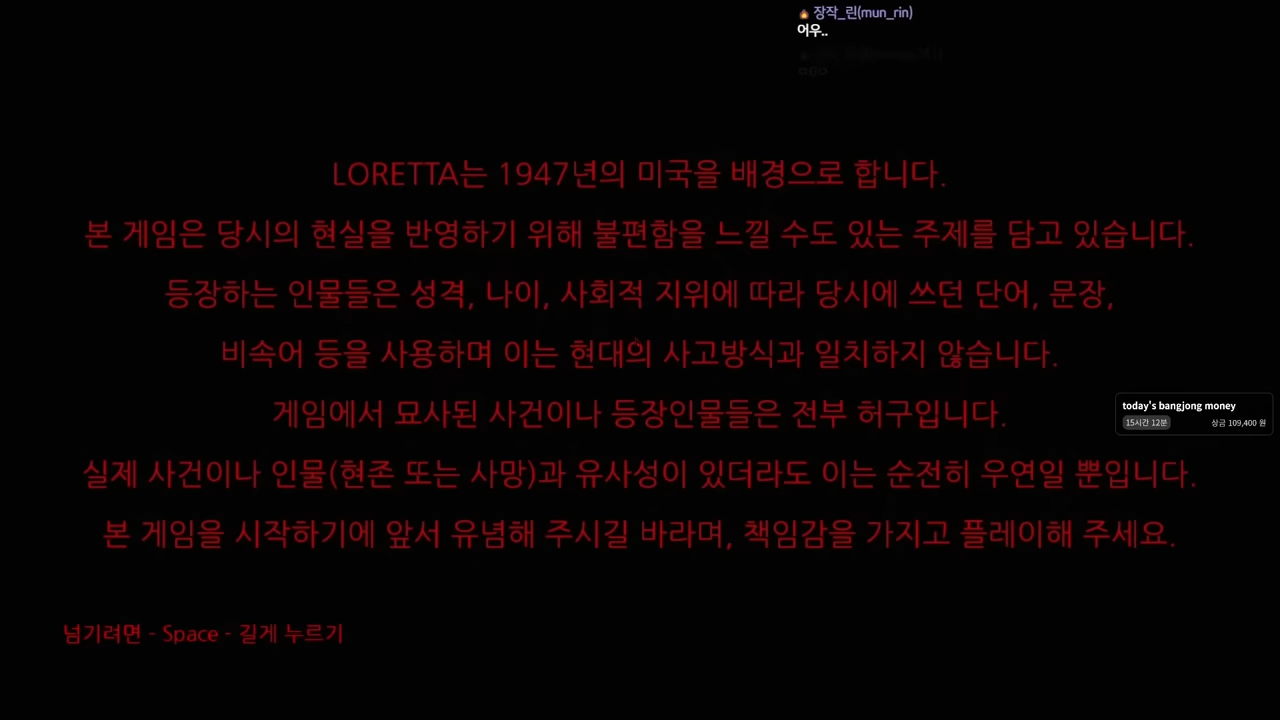 장작_린(mun_rin)
어우..
LORETTA는 1947년의 미국을 배경으로 합니다.
본 게임은 당시의 현실을 반영하기 위해 불편함을 느낄 수도 있는 주제를 담고 있습니다.
등장하는 인물들은 성격, 나이, 사회적 지위에 따라 당시에 쓰던 단어, 문장,
비속어 등을 사용하며 이는 현대의 사고방식과 일치하지 않습니다.
게임에서 묘사된 사건이나 등장인물들은 전부 허구입니다.
today's bangjong money
15시간 12분 상금 109,400 원
실제 사건이나 인물(현존 또는 사망)과 유사성이 있더라도 이는 순전히 우연일 뿐입니다.
본 게임을 시작하기에 앞서 유념해 주시길 바라며, 책임감을 가지고 플레이해 주세요.
넘기려면 - Space - 길게 누르기